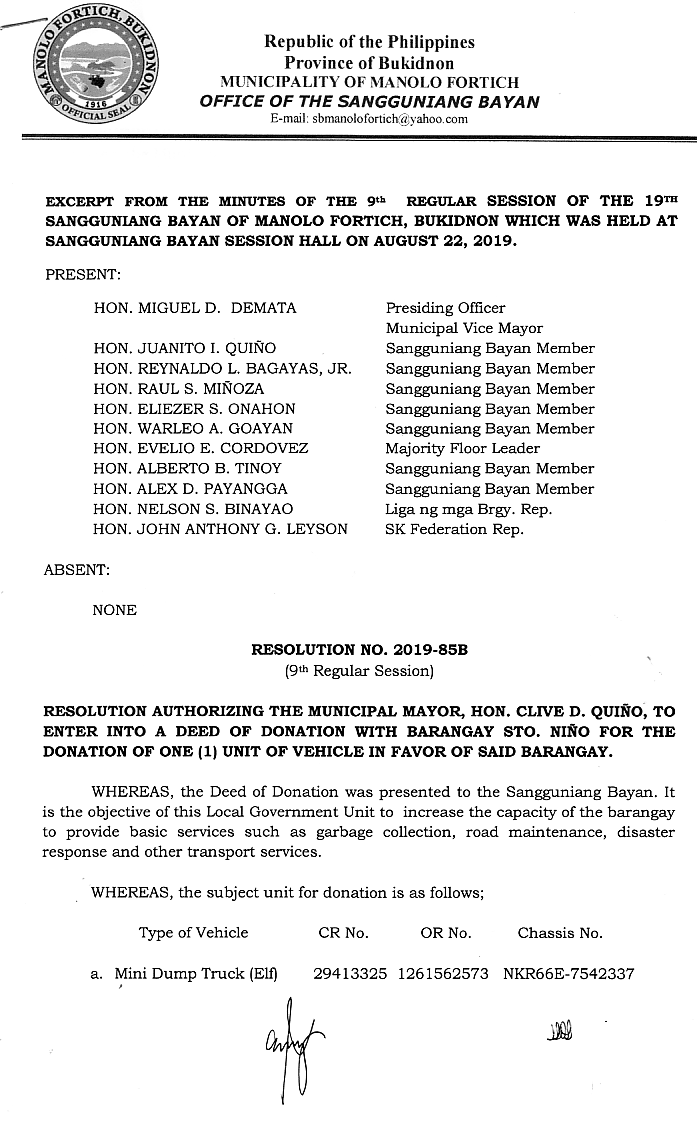 MANOLO FORTICH, BUKIDNON
1916
OFFICIAL SEAL
Republic of the Philippines
Province of Bukidnon
MUNICIPALITY OF MANOLO FORTICH
OFFICE OF THE SANGGUNIANG BAYAN
E-mail: sbmanolofortich@yahoo.com
EXCERPT FROM THE MINUTES OF THE 9th REGULAR SESSION OF THE 19TH
SANGGUNIANG BAYAN OF MANOLO FORTICH, BUKIDNON WHICH WAS HELD AT
SANGGUNIANG BAYAN SESSION HALL ON AUGUST 22, 2019.
PRESENT:
HON. MIGUEL D. DEMATA Presiding Officer
Municipal Vice Mayor
HON. JUANITO I. QUIÑO Sangguniang Bayan Member
HON. REYNALDO L. BAGAYAS, JR. Sangguniang Bayan Member
HON. RAUL S. MIÑOZA Sangguniang Bayan Member
HON. ELIEZER S. ONAHON Sangguniang Bayan Member
HON. WARLEO A. GOAYAN Sangguniang Bayan Member
HON. EVELIO E. CORDOVEZ Majority Floor Leader
HON. ALBERTO B. TINOY Sangguniang Bayan Member
HON. ALEX D. PAYANGGA Sangguniang Bayan Member
HON. NELSON S. BINAYAO Liga ng mga Brgy. Rep.
HON. JOHN ANTHONY G. LEYSON SK Federation Rep.
ABSENT:
NONE
RESOLUTION NO. 2019-85B
(9th Regular Session)
RESOLUTION AUTHORIZING THE MUNICIPAL MAYOR, HON. CLIVE D. QUIÑO, TO
ENTER INTO A DEED OF DONATION WITH BARANGAY STO. NIÑO FOR THE
DONATION OF ONE (1) UNIT OF VEHICLE IN FAVOR OF SAID BARANGAY.
WHEREAS, the Deed of Donation was presented to the Sangguniang Bayan. It
is the objective of this Local Government Unit to increase the capacity of the barangay
to provide basic services such as garbage collection, road maintenance, disaster
response and other transport services.
WHEREAS, the subject unit for donation is as follows;
Type of Vehicle CR No. OR No. Chassis No.
a. Mini Dump Truck (Elf) 29413325 1261562573 NKR66E-7542337